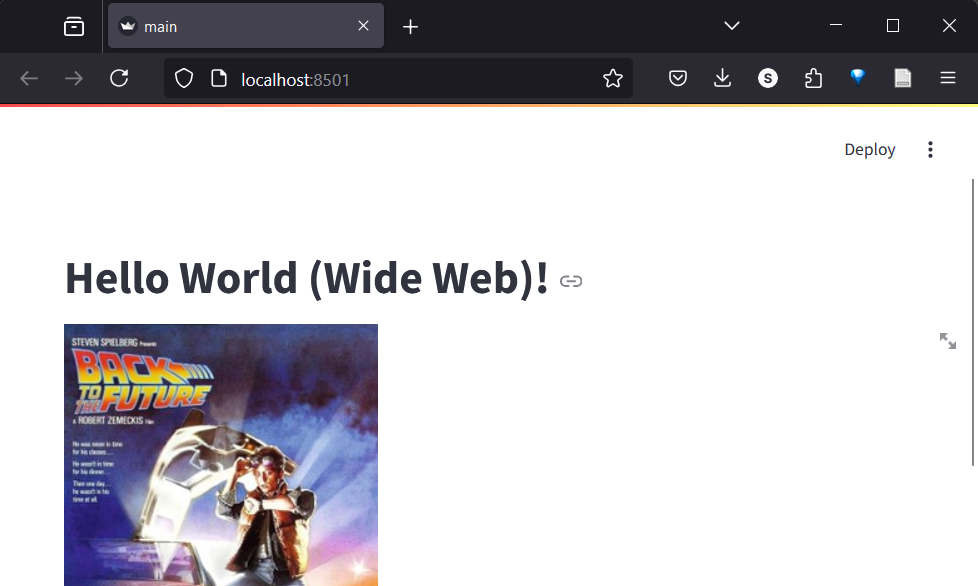 main
localhost:8501
S
Deploy
Hello World (Wide Web)!
STEVEN SPIELBERG Presents
BACK
TO THE FUTURE
A ROBERT ZEMECKIS Film
He was never in time
for his classes...
He wasn't in time
for his dinner...
Then one day...
he wasn't in his
time at all.